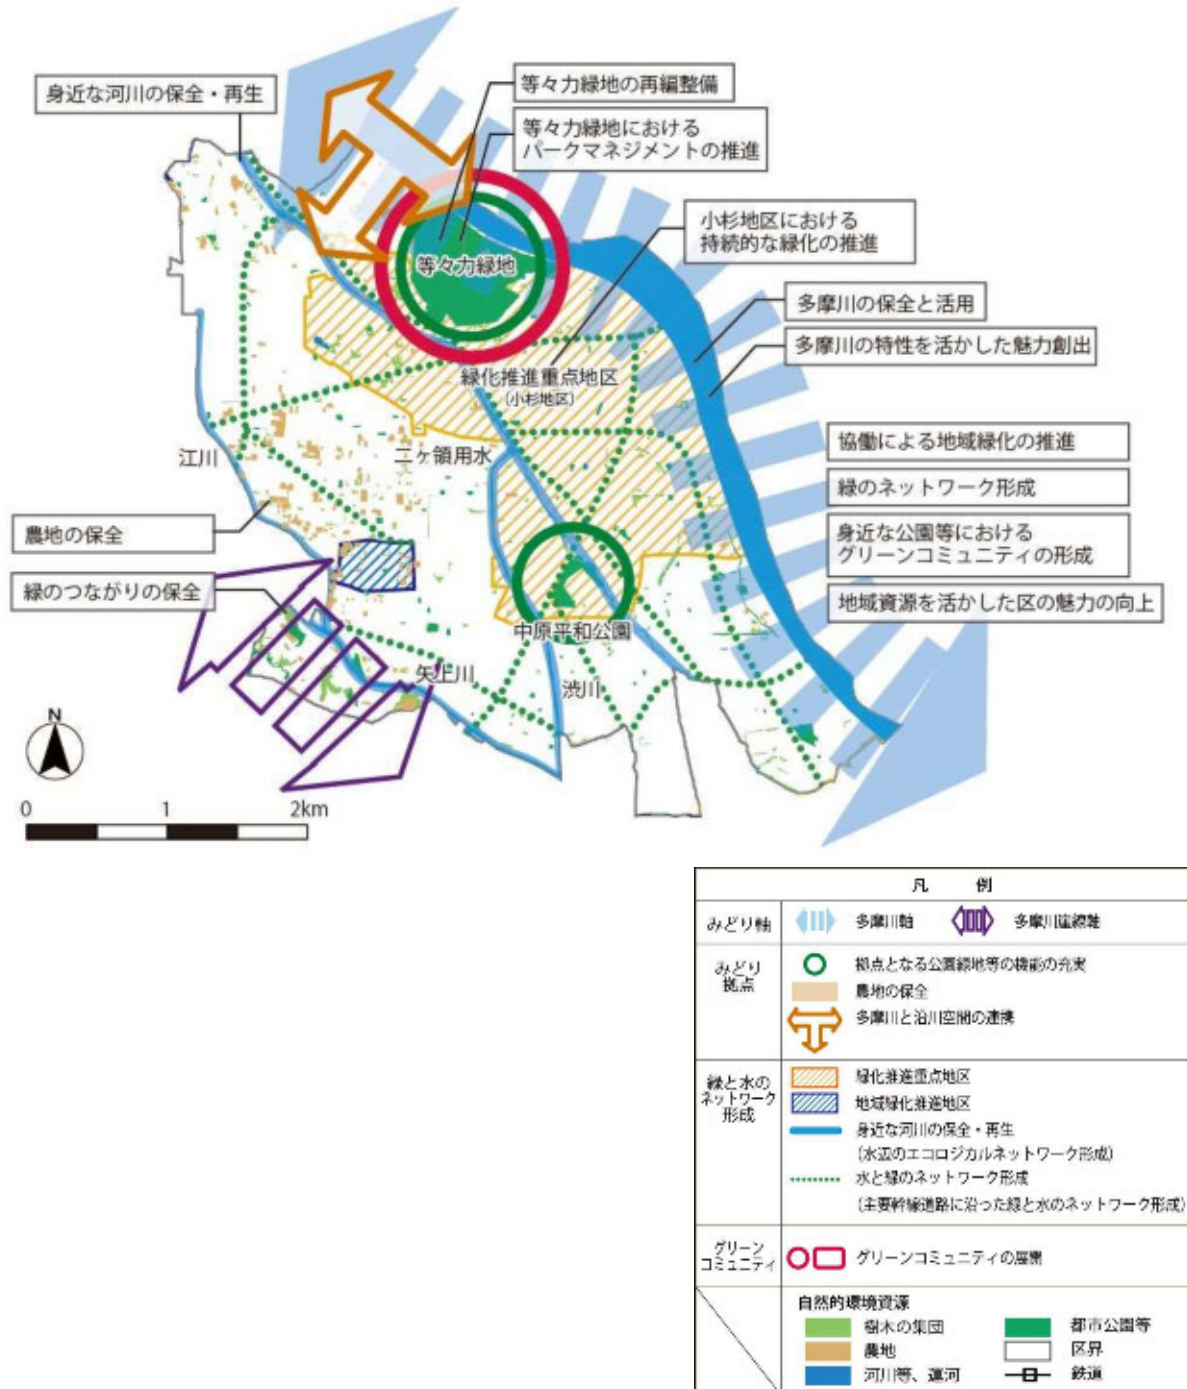 身近な河川の保全・再生
等々力緑地の再編整備
等々力緑地における
パークマネジメントの推進
小杉地区における
持続的な緑化の推進
等々力緑地
多摩川の保全と活用
多摩川の特性を活かした魅力創出
緑化推進重点地区
(小杉地区)
協働による地域緑化の推進
江川
二ヶ領用水
緑のネットワーク形成
農地の保全
身近な公園等における
グリーンコミュニティの形成
緑のつながりの保全
地域資源を活かした区の魅力の向上
中原平和公園
矢上川
渋川
N
0 1 2km
凡 例
みどり軸
多摩川軸
多摩川崖線軸
みどり
拠点
拠点となる公園緑地等の機能の充実
農地の保全
多摩川と沿川空間の連携
緑と水の
ネットワーク
形成
緑化推進重点地区
地域緑化推進地区
身近な河川の保全・再生
(水辺のエコロジカルネットワーク形成)
水と緑のネットワーク形成
(主要幹線道路に沿った緑と水のネットワーク形成)
グリーン
コミュニティ
グリーンコミュニティの展開
自然的環境資源
樹木の集団
都市公園等
農地
区界
河川等、運河
鉄道